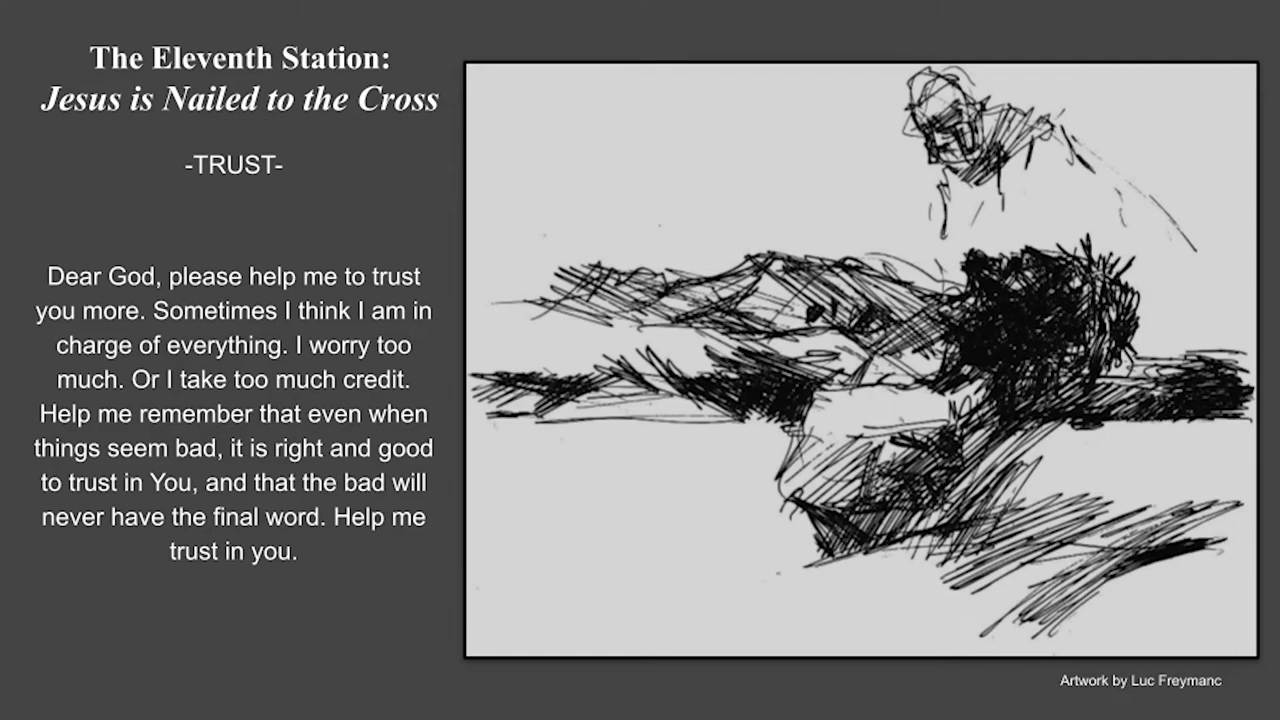 The Eleventh Station:
Jesus is Nailed to the Cross
-TRUST-
Dear God, please help me to trust
you more. Sometimes I think I am in
charge of everything. I worry too
much. Or I take too much credit.
Help me remember that even when
things seem bad, it is right and good
to trust in You, and that the bad will
never have the final word. Help me
trust in you.
Artwork by Luc Freymanc